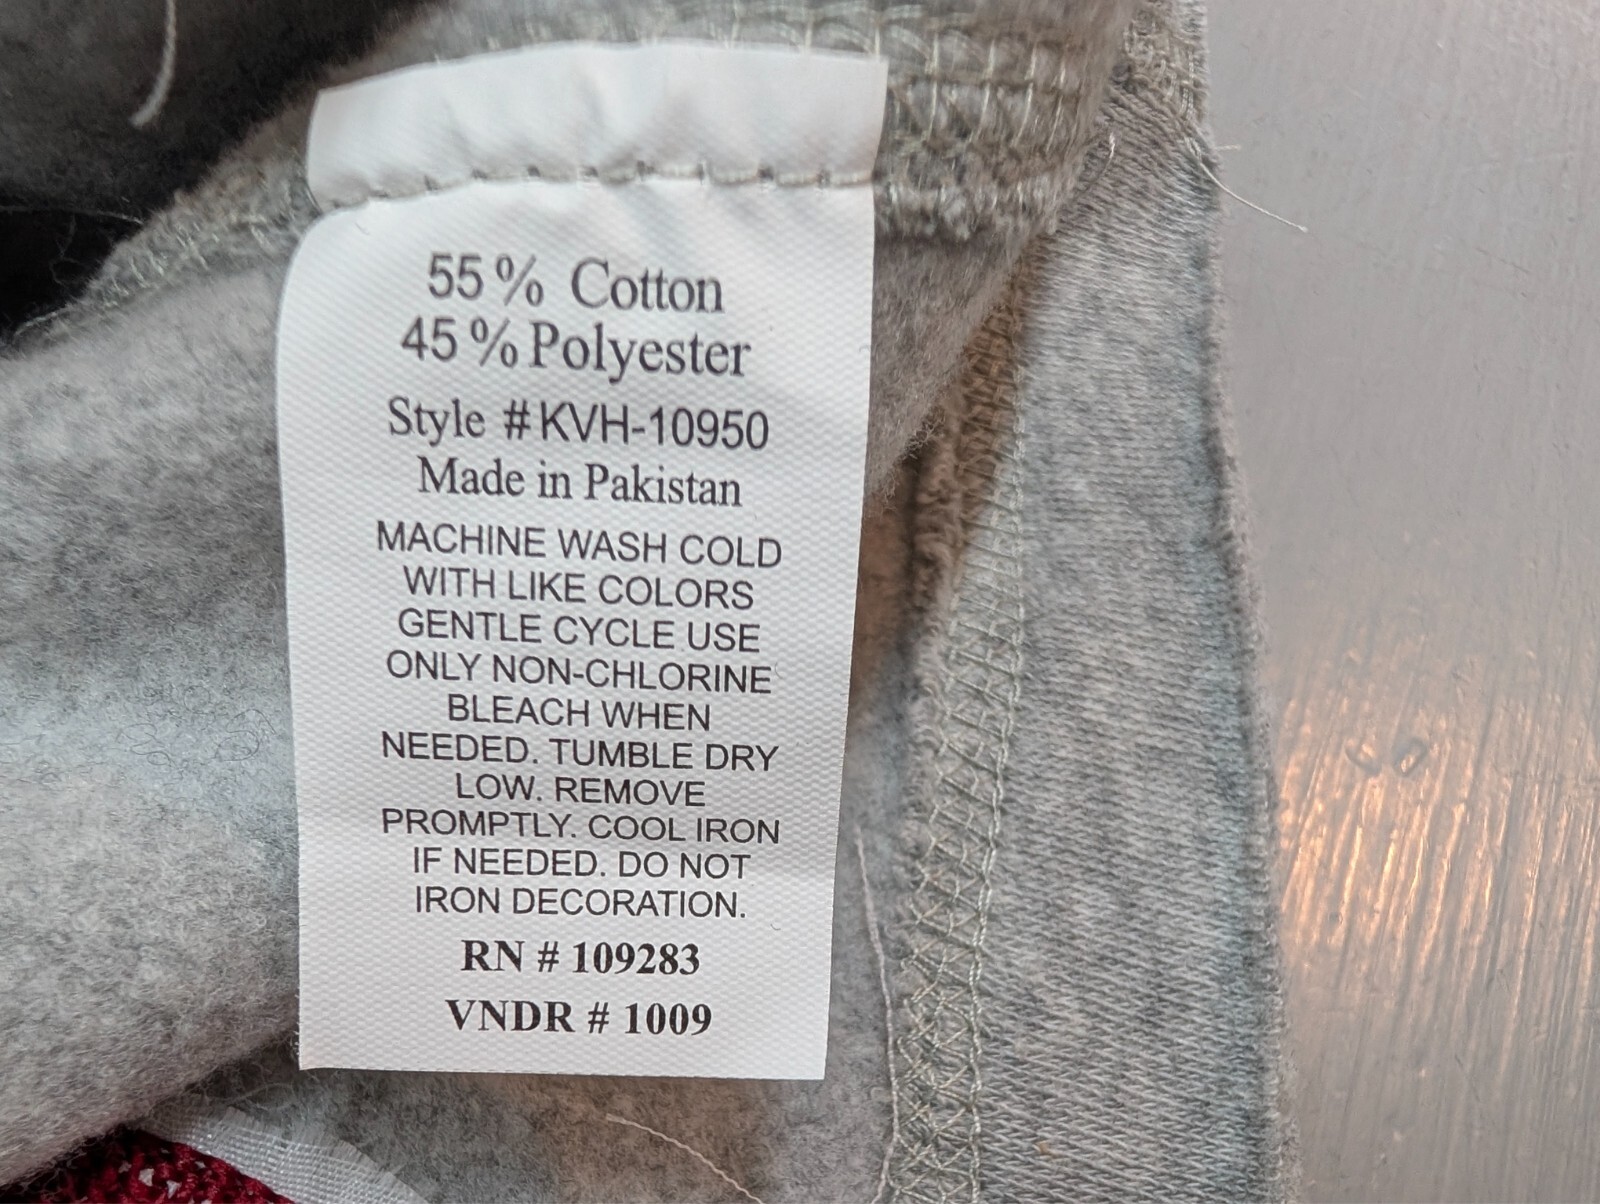 55% Cotton
45% Polyester
Style #KVH-10950
Made in Pakistan
MACHINE WASH COLD
WITH LIKE COLORS
GENTLE CYCLE USE
ONLY NON-CHLORINE
BLEACH WHEN
NEEDED. TUMBLE DRY
LOW. REMOVE
PROMPTLY. COOL IRON
IF NEEDED. DO NOT
IRON DECORATION.
RN # 109283
VNDR # 1009